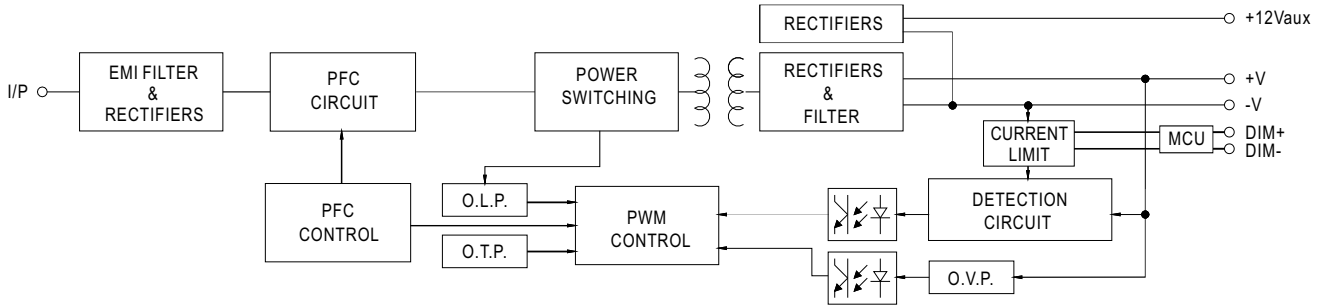 RECTIFIERS
+12Vaux
I/P
EMI FILTER
&
RECTIFIERS
PFC
CIRCUIT
POWER
SWITCHING
RECTIFIERS
&
FILTER
+V
-V
CURRENT
LIMIT
MCU
DIM+
DIM-
PFC
CONTROL
O.L.P.
O.T.P.
PWM
CONTROL
DETECTION
CIRCUIT
O.V.P.